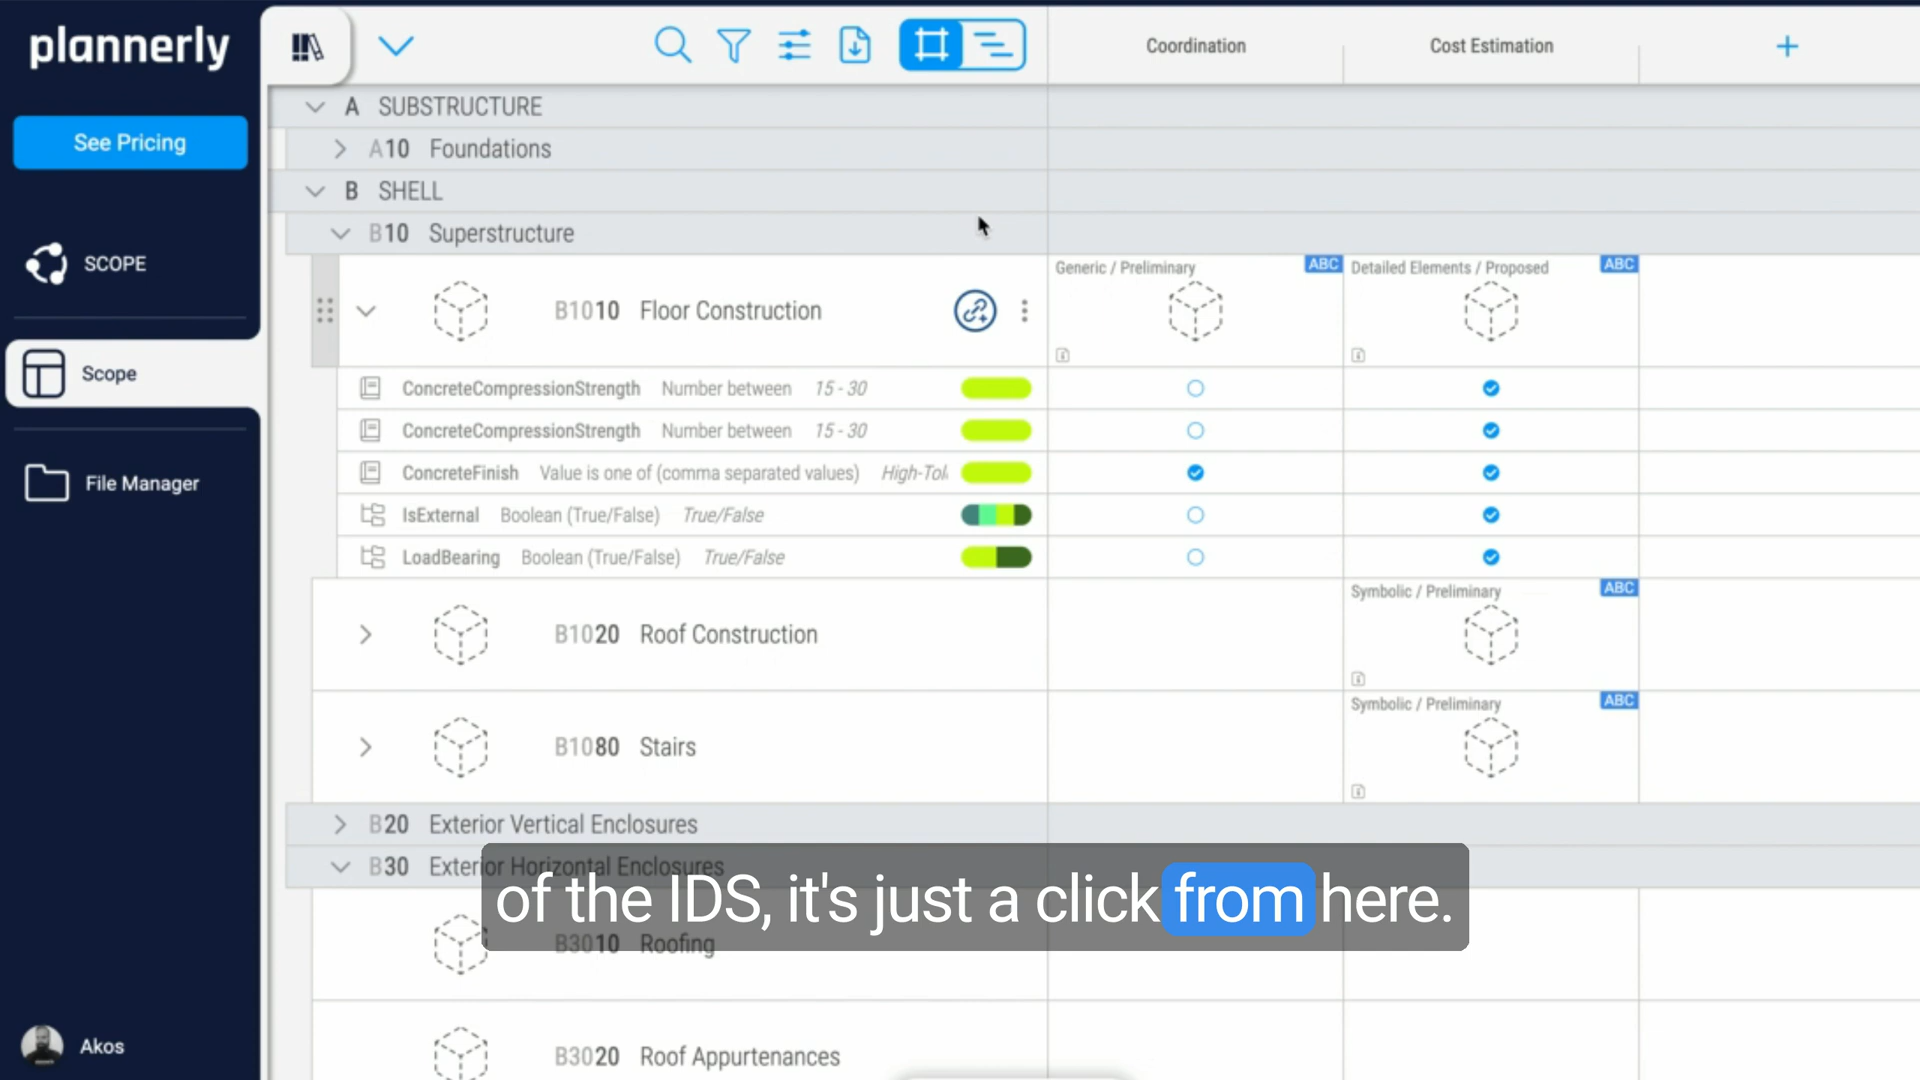 plannerly
See Pricing
SCOPE
Scope
File Manager
Akos
Coordination
Cost Estimation
A SUBSTRUCTURE
A10 Foundations
B SHELL
B10 Superstructure
B1010 Floor Construction
Generic / Preliminary ABC
Detailed Elements / Proposed ABC
ConcreteCompressionStrength Number between 15 - 30
ConcreteCompressionStrength Number between 15 - 30
ConcreteFinish Value is one of (comma separated values) High-Tol
IsExternal Boolean (True/False) True/False
LoadBearing Boolean (True/False) True/False
B1020 Roof Construction
Symbolic / Preliminary ABC
B1080 Stairs
Symbolic / Preliminary ABC
B20 Exterior Vertical Enclosures
B30 Exterior Horizontal Enclosures
of the IDS, it's just a click from here.
B3010 Roofing
B3020 Roof Appurtenances